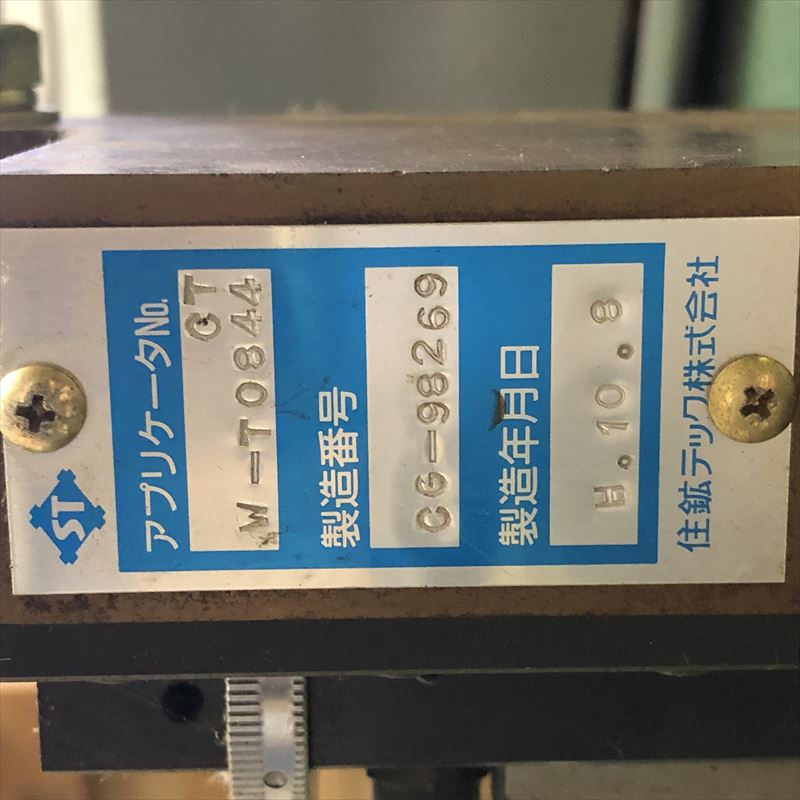 ST
アプリケータNo.
CT
W-T0844
製造番号
CG-98269
製造年月日
H.10.8
住鉱テック株式会社